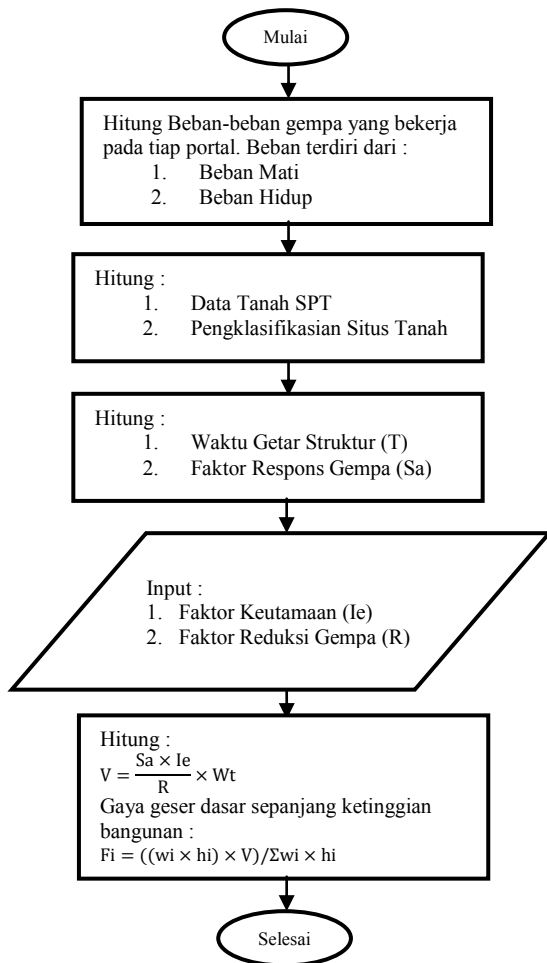 Mulai
Hitung Beban-beban gempa yang bekerja
pada tiap portal. Beban terdiri dari :
1. Beban Mati
2. Beban Hidup
Hitung :
1. Data Tanah SPT
2. Pengklasifikasian Situs Tanah
Hitung :
1. Waktu Getar Struktur (T)
2. Faktor Respons Gempa (Sa)
Input :
1. Faktor Keutamaan (Ie)
2. Faktor Reduksi Gempa (R)
Hitung :
V = \frac{Sa × Ie}{R} × Wt
Gaya geser dasar sepanjang ketinggian
bangunan :
Fi = ((wi × hi) × V)/Σwi × hi
Selesai